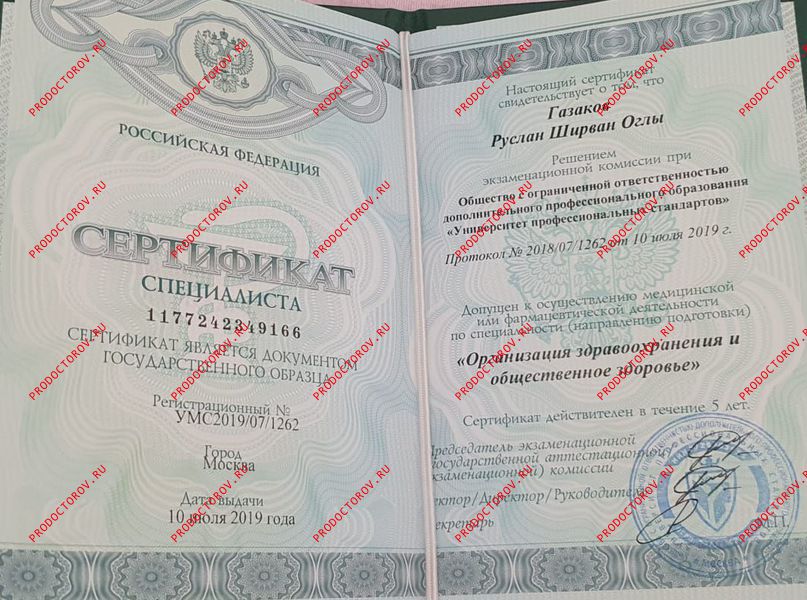 РОССИЙСКАЯ ФЕДЕРАЦИЯ
СЕРТИФИКАТ
СПЕЦИАЛИСТА
1177242349166
СЕРТИФИКАТ ЯВЛЯЕТСЯ ДОКУМЕНТОМ
ГОСУДАРСТВЕННОГО ОБРАЗЦА
Регистрационный №
УМС2019/07/1262
Город
Москва
Дата выдачи
10 июля 2019 года
Настоящий сертификат
свидетельствует о том, что
Газаков
Руслан Ширван Оглы
Решением
экзаменационной комиссии при
Общество с ограниченной ответственностью
дополнительного профессионального образования
«Университет профессиональных стандартов»
Протокол № 2018/07/1262 от 10 июля 2019 г.
Допущен к осуществлению медицинской
или фармацевтической деятельности
по специальности (направлению подготовки)
«Организация здравоохранения и
общественное здоровье»
Сертификат действителен в течение 5 лет.
Председатель экзаменационной
государственной аттестационной
экзаменационной) комиссии
ектор/Директор/Руководитель
екретарь
М.П.
PRODOCTOROV.RU